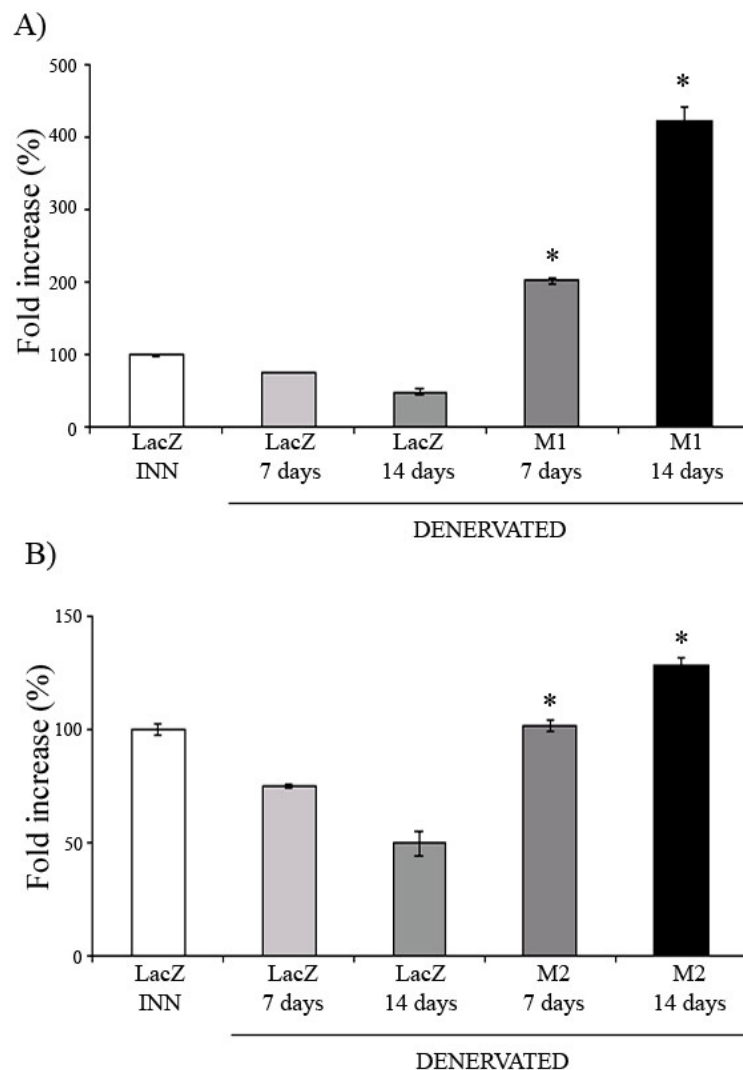 A)
Fold increase (%)
500
400
300
200
100
0
*
*
LacZ LacZ LacZ M1 M1
INN 7 days 14 days 7 days 14 days
DENERVATED
B)
Fold increase (%)
150
100
50
0
*
*
LacZ LacZ LacZ M2 M2
INN 7 days 14 days 7 days 14 days
DENERVATED